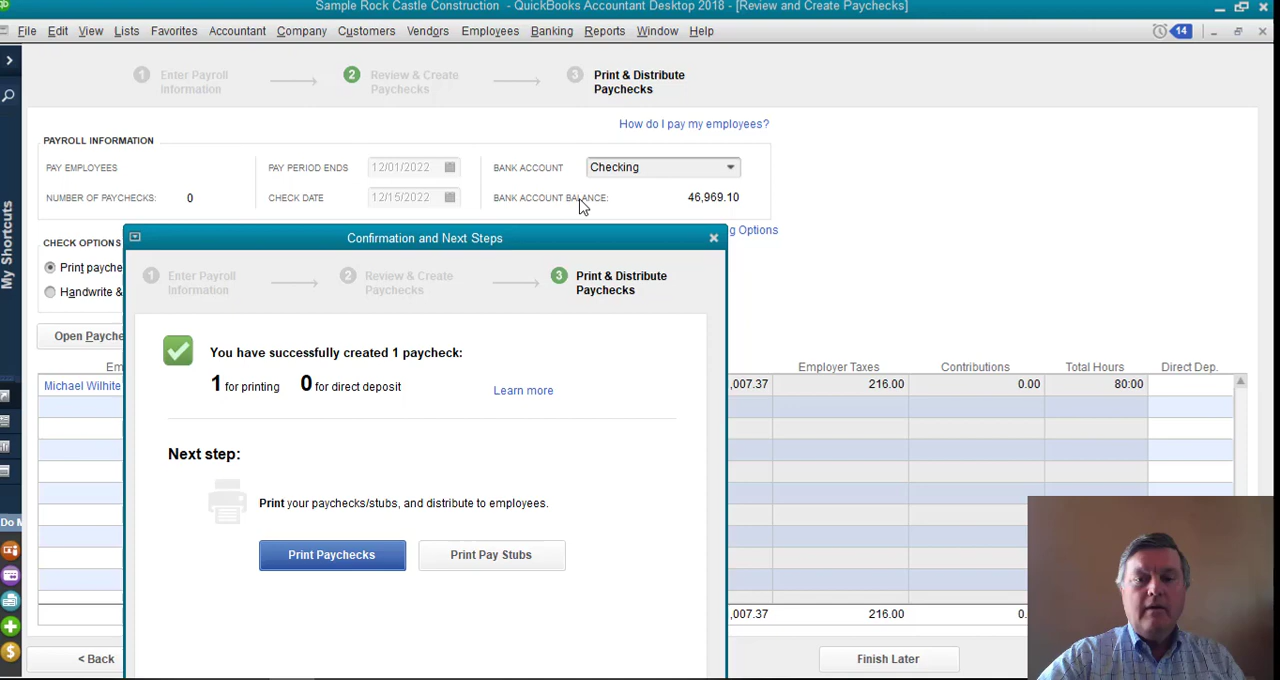 Sample Rock Castle Construction - QuickBooks Accountant Desktop 2018 - [Review and Create Paychecks]
File Edit View Lists Favorites Accountant Company Customers Vendors Employees Banking Reports Window Help 14
1 Enter Payroll Information 2 Review & Create Paychecks 3 Print & Distribute Paychecks
How do I pay my employees?
PAYROLL INFORMATION
PAY EMPLOYEES PAY PERIOD ENDS 12/01/2022 BANK ACCOUNT Checking
NUMBER OF PAYCHECKS: 0 CHECK DATE 12/15/2022 BANK ACCOUNT BALANCE: 46,969.10
Options
CHECK OPTIONS
Print payche
Handwrite &
Open Payche
My Shortcuts
Do M
Confirmation and Next Steps
1 Enter Payroll Information 2 Review & Create Paychecks 3 Print & Distribute Paychecks
You have successfully created 1 paycheck:
1 for printing 0 for direct deposit Learn more
Next step:
Print your paychecks/stubs, and distribute to employees.
Print Paychecks Print Pay Stubs
Em Employer Taxes Contributions Total Hours Direct Dep.
Michael Wilhite ,007.37 216.00 0.00 80:00
,007.37 216.00 0.
< Back Finish Later